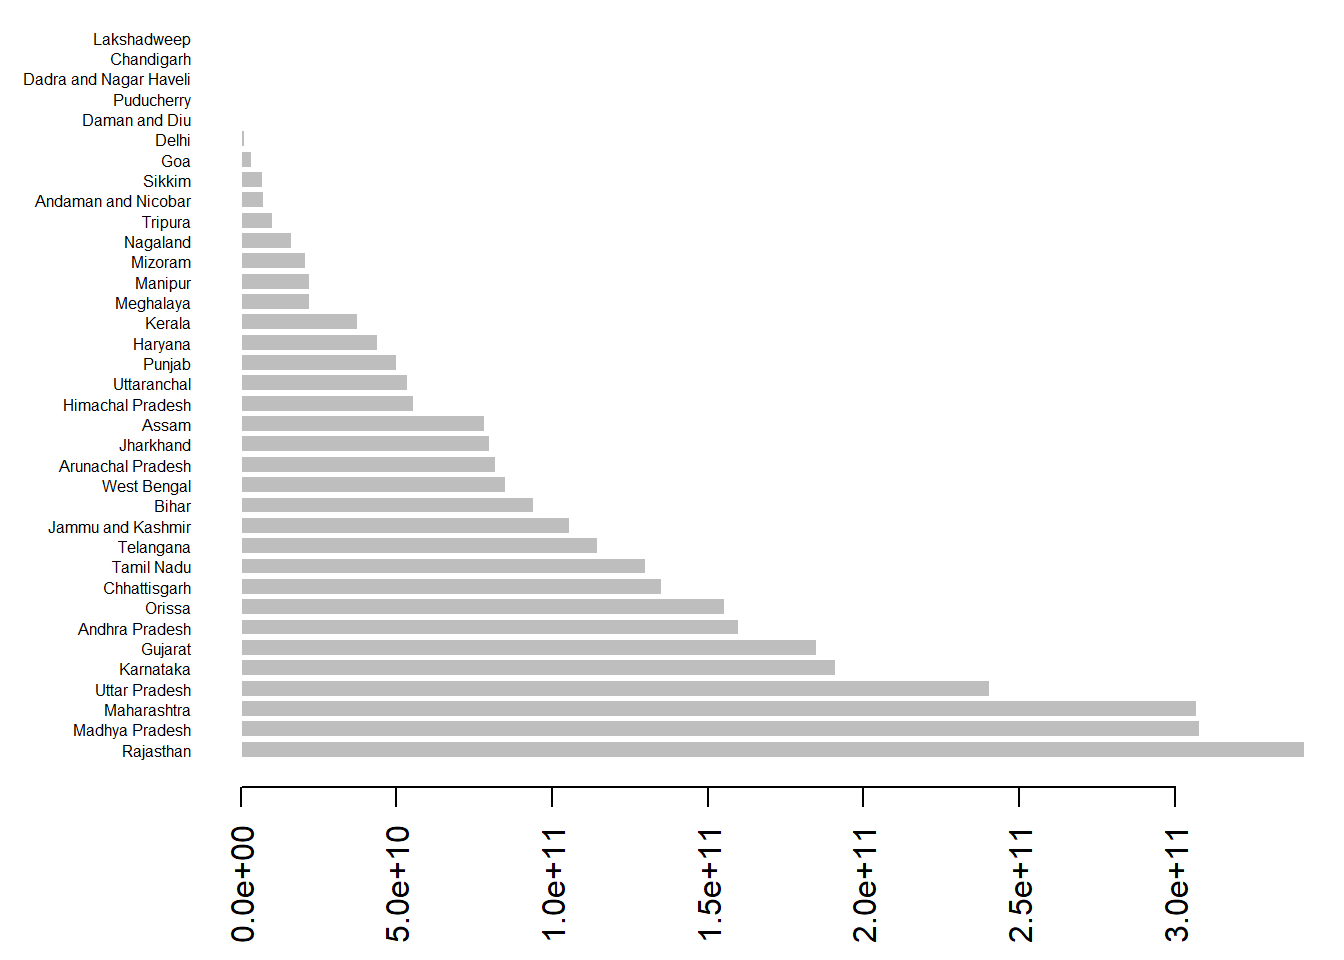 Lakshadweep
Chandigarh
Dadra and Nagar Haveli
Puducherry
Daman and Diu
Delhi
Goa
Sikkim
Andaman and Nicobar
Tripura
Nagaland
Mizoram
Manipur
Meghalaya
Kerala
Haryana
Punjab
Uttaranchal
Himachal Pradesh
Assam
Jharkhand
Arunachal Pradesh
West Bengal
Bihar
Jammu and Kashmir
Telangana
Tamil Nadu
Chhattisgarh
Orissa
Andhra Pradesh
Gujarat
Karnataka
Uttar Pradesh
Maharashtra
Madhya Pradesh
Rajasthan
0.0e+00
5.0e+10
1.0e+11
1.5e+11
2.0e+11
2.5e+11
3.0e+11